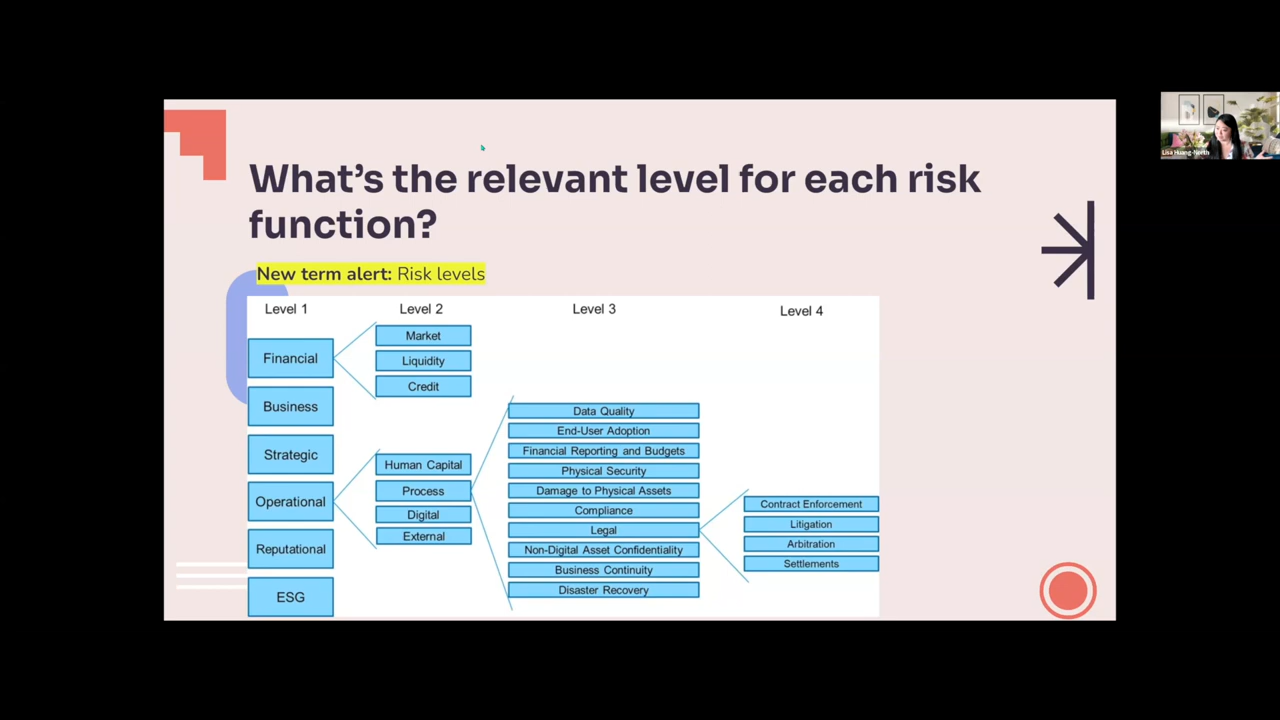 What's the relevant level for each risk
function?
New term alert: Risk levels
Level 1
Level 2
Level 3
Level 4
Financial
Business
Strategic
Operational
Reputational
ESG
Market
Liquidity
Credit
Human Capital
Process
Digital
External
Data Quality
End-User Adoption
Financial Reporting and Budgets
Physical Security
Damage to Physical Assets
Compliance
Legal
Non-Digital Asset Confidentiality
Business Continuity
Disaster Recovery
Contract Enforcement
Litigation
Arbitration
Settlements
Lisa Huang-North